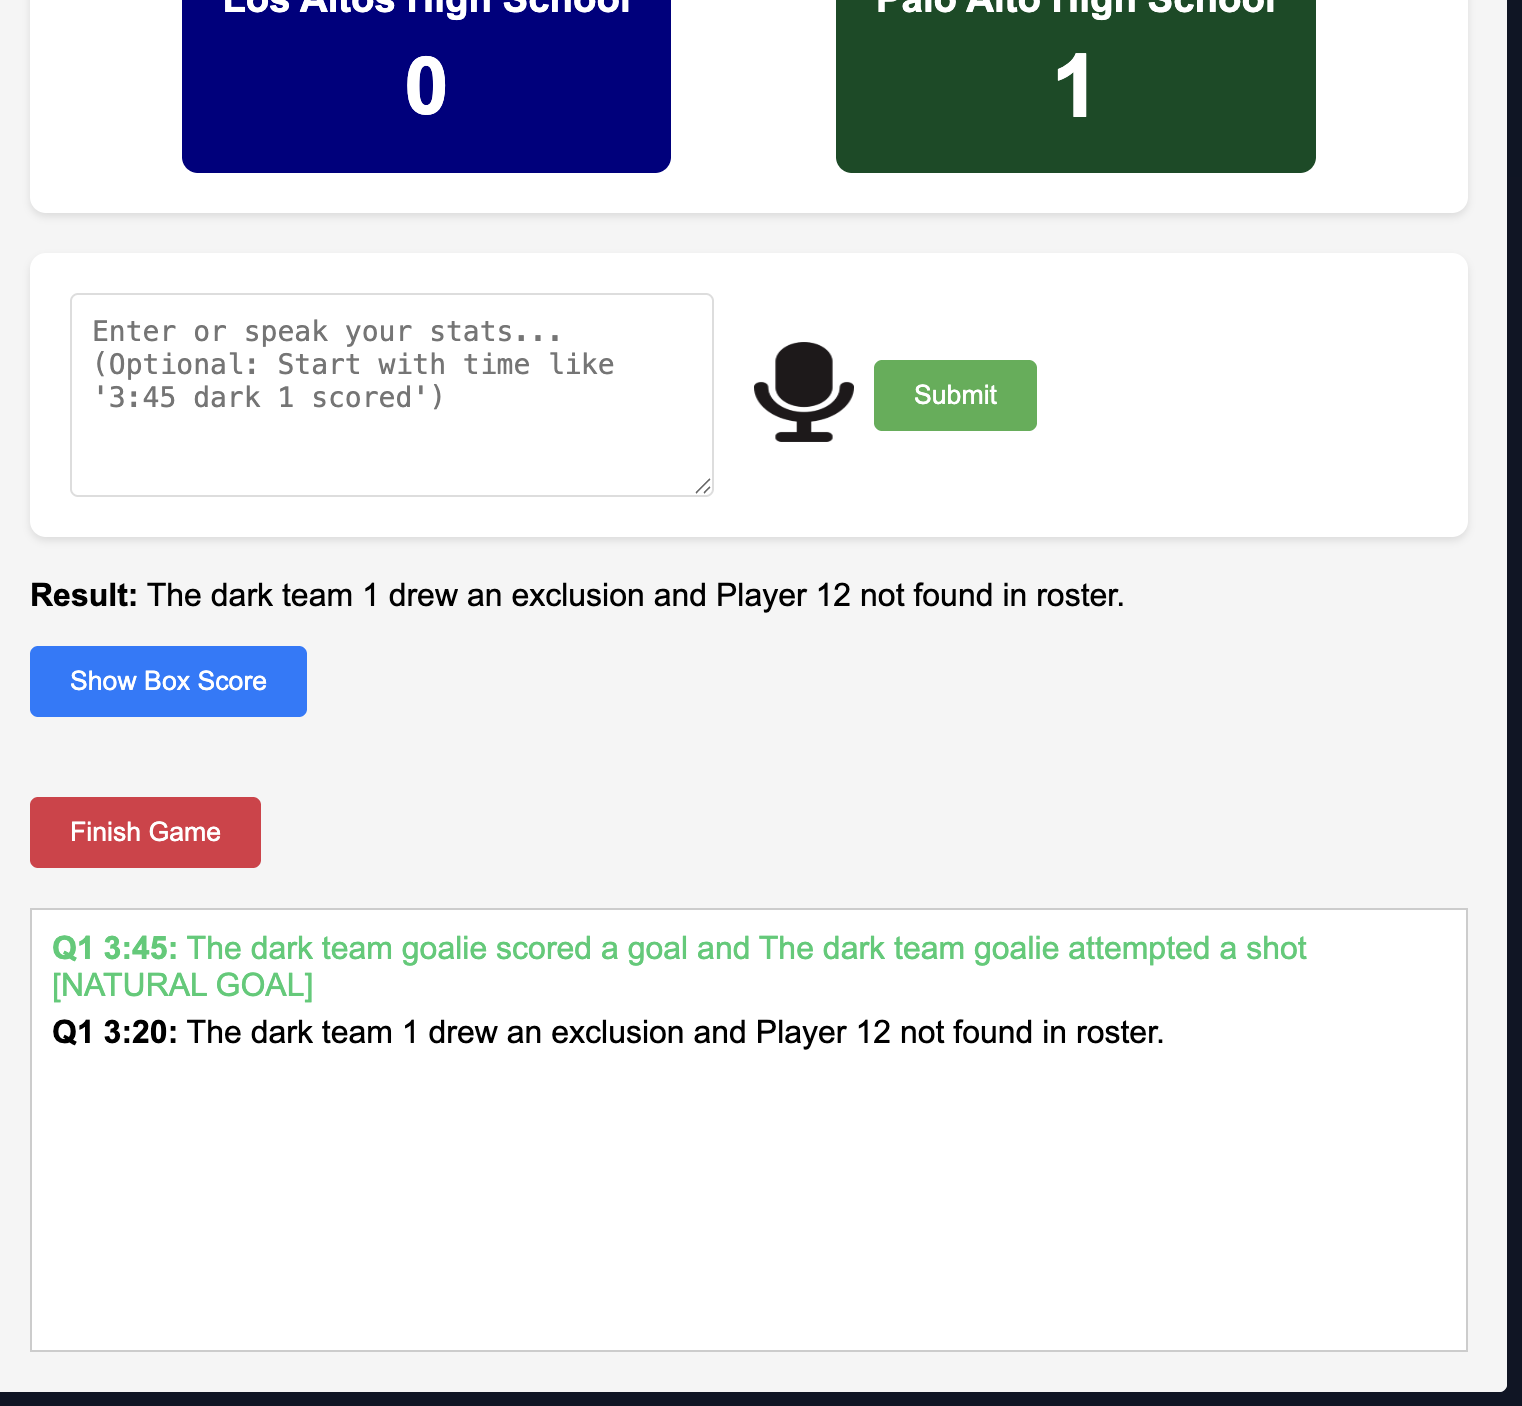 Los Altos High School
Palo Alto High School
0
1
Enter or speak your stats...
(Optional: Start with time like
'3:45 dark 1 scored')
Submit
Result: The dark team 1 drew an exclusion and Player 12 not found in roster.
Show Box Score
Finish Game
Q1 3:45: The dark team goalie scored a goal and The dark team goalie attempted a shot
[NATURAL GOAL]
Q1 3:20: The dark team 1 drew an exclusion and Player 12 not found in roster.